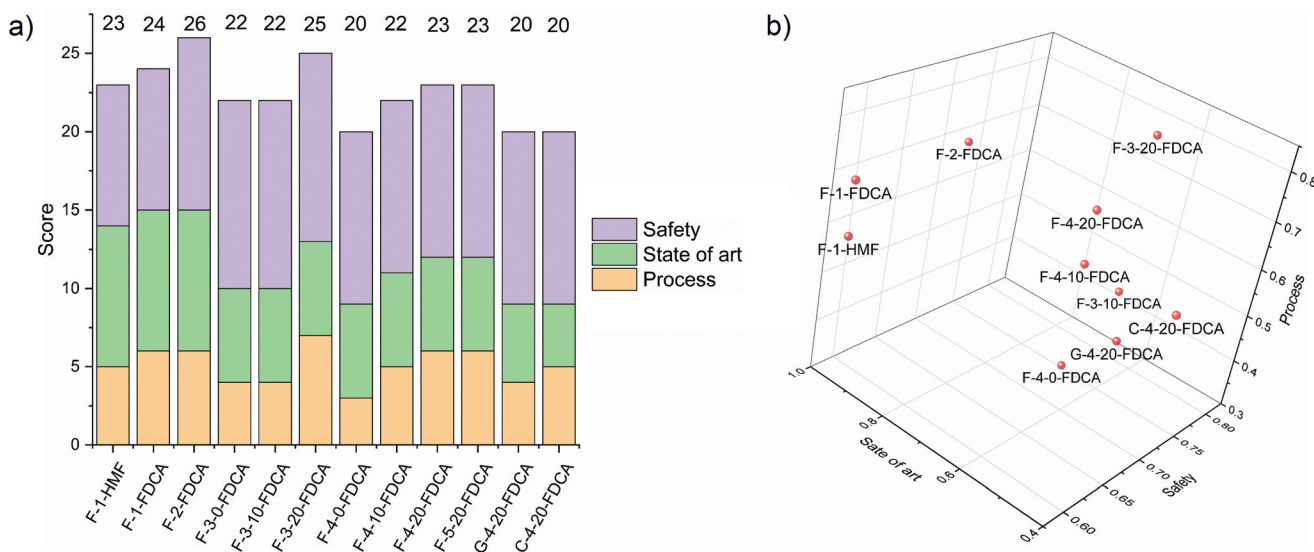 a)
23 24 26 22 22 25 20 22 23 23 20 20
25
20
15
10
5
0
Score
Safety
State of art
Process
F-1-HMF
F-1-FDCA
F-2-FDCA
F-3-0-FDCA
F-3-10-FDCA
F-3-20-FDCA
F-4-0-FDCA
F-4-10-FDCA
F-4-20-FDCA
F-5-20-FDCA
G-4-20-FDCA
C-4-20-FDCA
b)
F-3-20-FDCA
F-2-FDCA
F-1-FDCA
F-4-20-FDCA
F-1-HMF
F-4-10-FDCA
F-3-10-FDCA
C-4-20-FDCA
G-4-20-FDCA
F-4-0-FDCA
0.8
0.7
0.6
0.5
0.4
0.3
Process
1.0
0.8
0.6
0.4
Sate of art
0.80
0.75
0.70
0.65
0.60
Safety